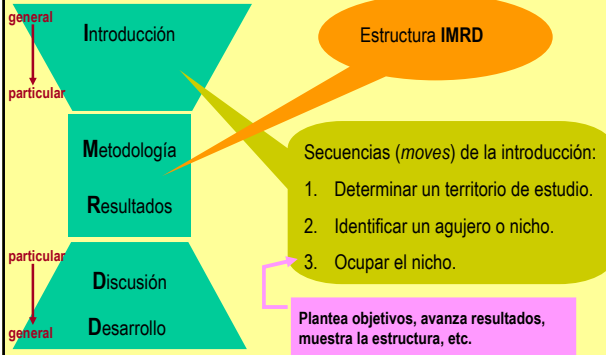 general
Introducción
particular
Estructura IMRD
Metodología
Resultados
Secuencias (moves) de la introducción:
1. Determinar un territorio de estudio.
2. Identificar un agujero o nicho.
3. Ocupar el nicho.
particular
Discusión
Desarrollo
general
Plantea objetivos, avanza resultados,
muestra la estructura, etc.